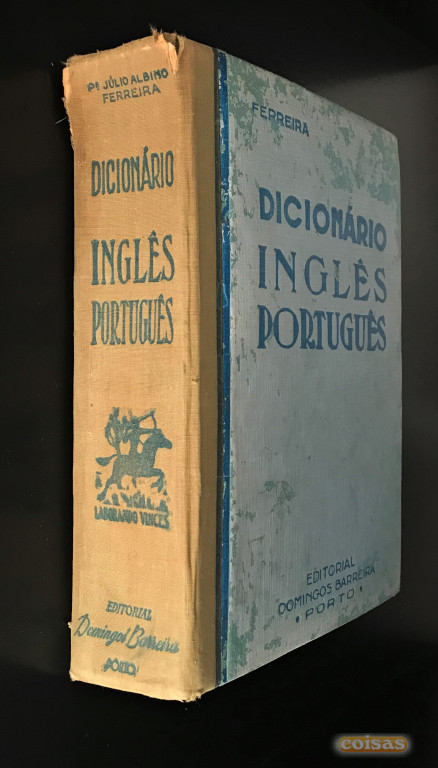 Pe JÚLIO ALBINO
FERREIRA
DICIONÁRIO
INGLÊS
PORTUGUÊS
LABORANDO VINCES
EDITORIAL
Domingos Barreira
PÔRTO
FERREIRA
DICIONÁRIO
INGLÊS
PORTUGUÊS
EDITORIAL
DOMINGOS BARREIRA
• PORTO •
coisas